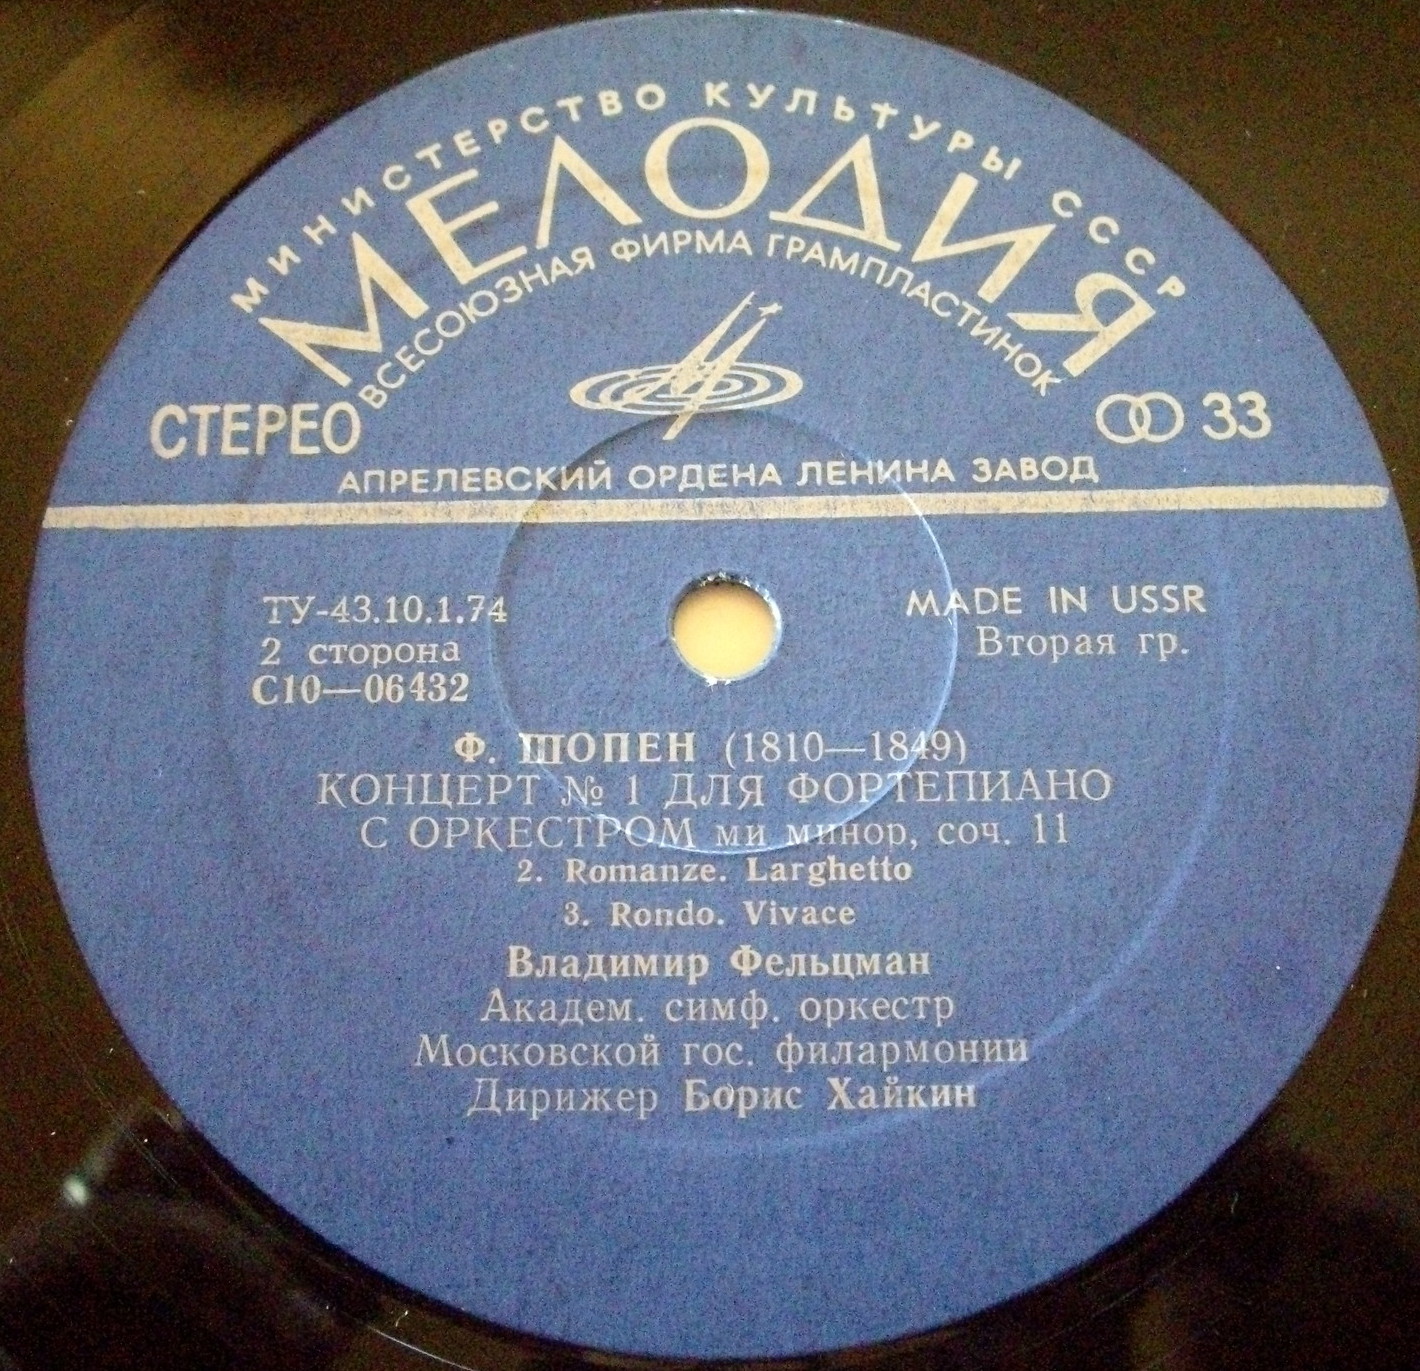 МИНИСТЕРСТВО КУЛЬТУРЫ СССР
МЕЛОДИЯ
ВСЕСОЮЗНАЯ ФИРМА ГРАМПЛАСТИНОК
СТЕРЕО
33
АПРЕЛЕВСКИЙ ОРДЕНА ЛЕНИНА ЗАВОД
ТУ-43.10.1.74
2 сторона
С10—06432
MADE IN USSR
Вторая гр.
Ф. ШОПЕН (1810—1849)
КОНЦЕРТ № 1 ДЛЯ ФОРТЕПИАНО
С ОРКЕСТРОМ ми минор, соч. 11
2. Romanze. Larghetto
3. Rondo. Vivace
Владимир Фельцман
Академ. симф. оркестр
Московской гос. филармонии
Дирижер Борис Хайкин